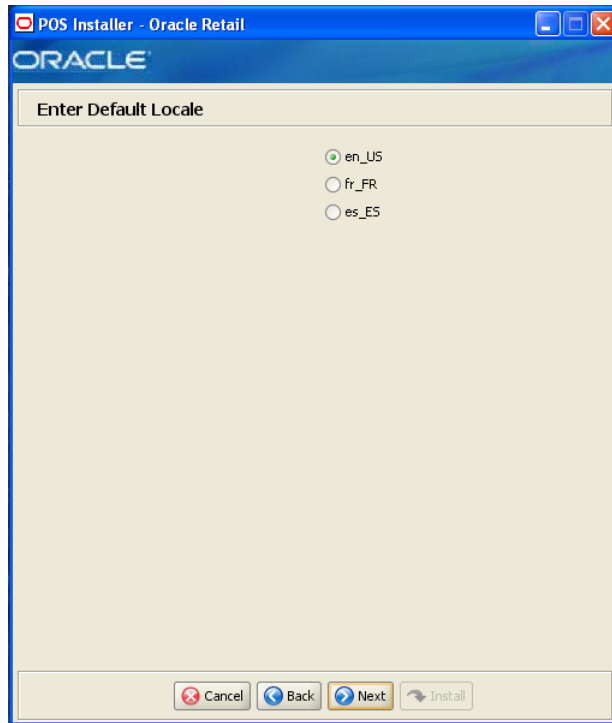 POS Installer - Oracle Retail
ORACLE
Enter Default Locale
en_US
fr_FR
es_ES
Cancel Back Next Install